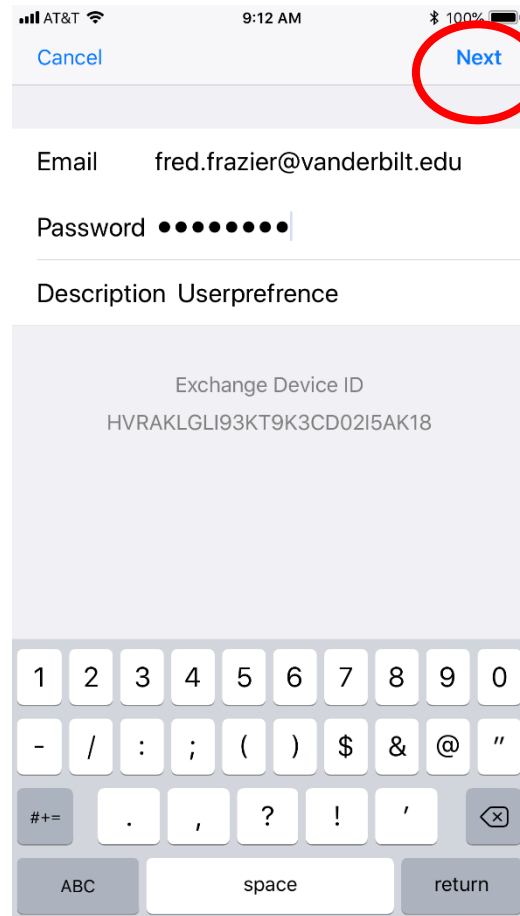 AT&T 9:12 AM 100%
Cancel Next
Email fred.frazier@vanderbilt.edu
Password ●●●●●●●●
Description Userprefrence
Exchange Device ID
HVRAKLGLI93KT9K3CD02I5AK18
1 2 3 4 5 6 7 8 9 0
- / : ; ( ) $ & @ "
#+= . , ? ! '
ABC space return